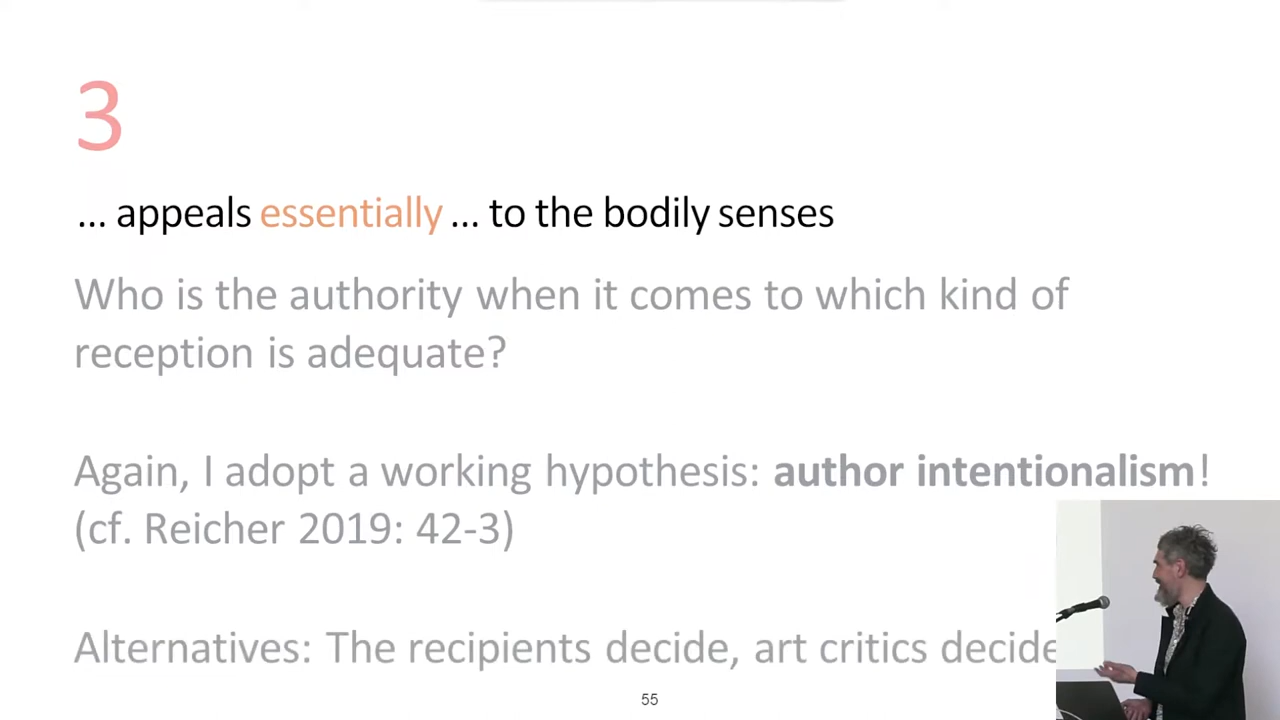 3
... appeals essentially ... to the bodily senses
Who is the authority when it comes to which kind of
reception is adequate?
Again, I adopt a working hypothesis: author intentionalism!
(cf. Reicher 2019: 42-3)
Alternatives: The recipients decide, art critics decide
55